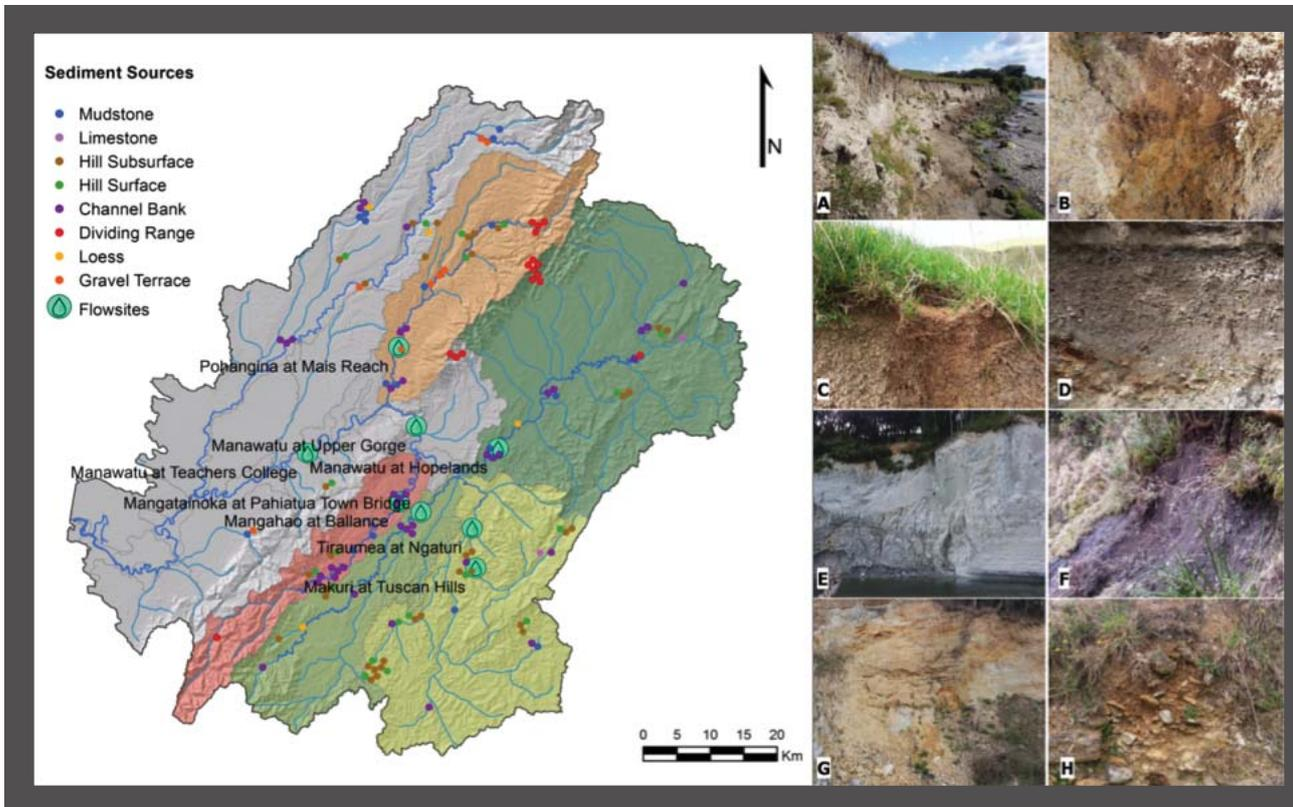 Sediment Sources
Mudstone
Limestone
Hill Subsurface
Hill Surface
Channel Bank
Dividing Range
Loess
Gravel Terrace
Flowsites
N
Pohangina at Mais Reach
Manawatu at Upper Gorge
Manawatu at Teachers College
Manawatu at Hopelands
Mangatainoka at Pahiatua Town Bridge
Mangahao at Ballance
Tiraumea at Ngaturi
Makuri at Tuscan Hills
0 5 10 15 20
Km
A
B
C
D
E
F
G
H